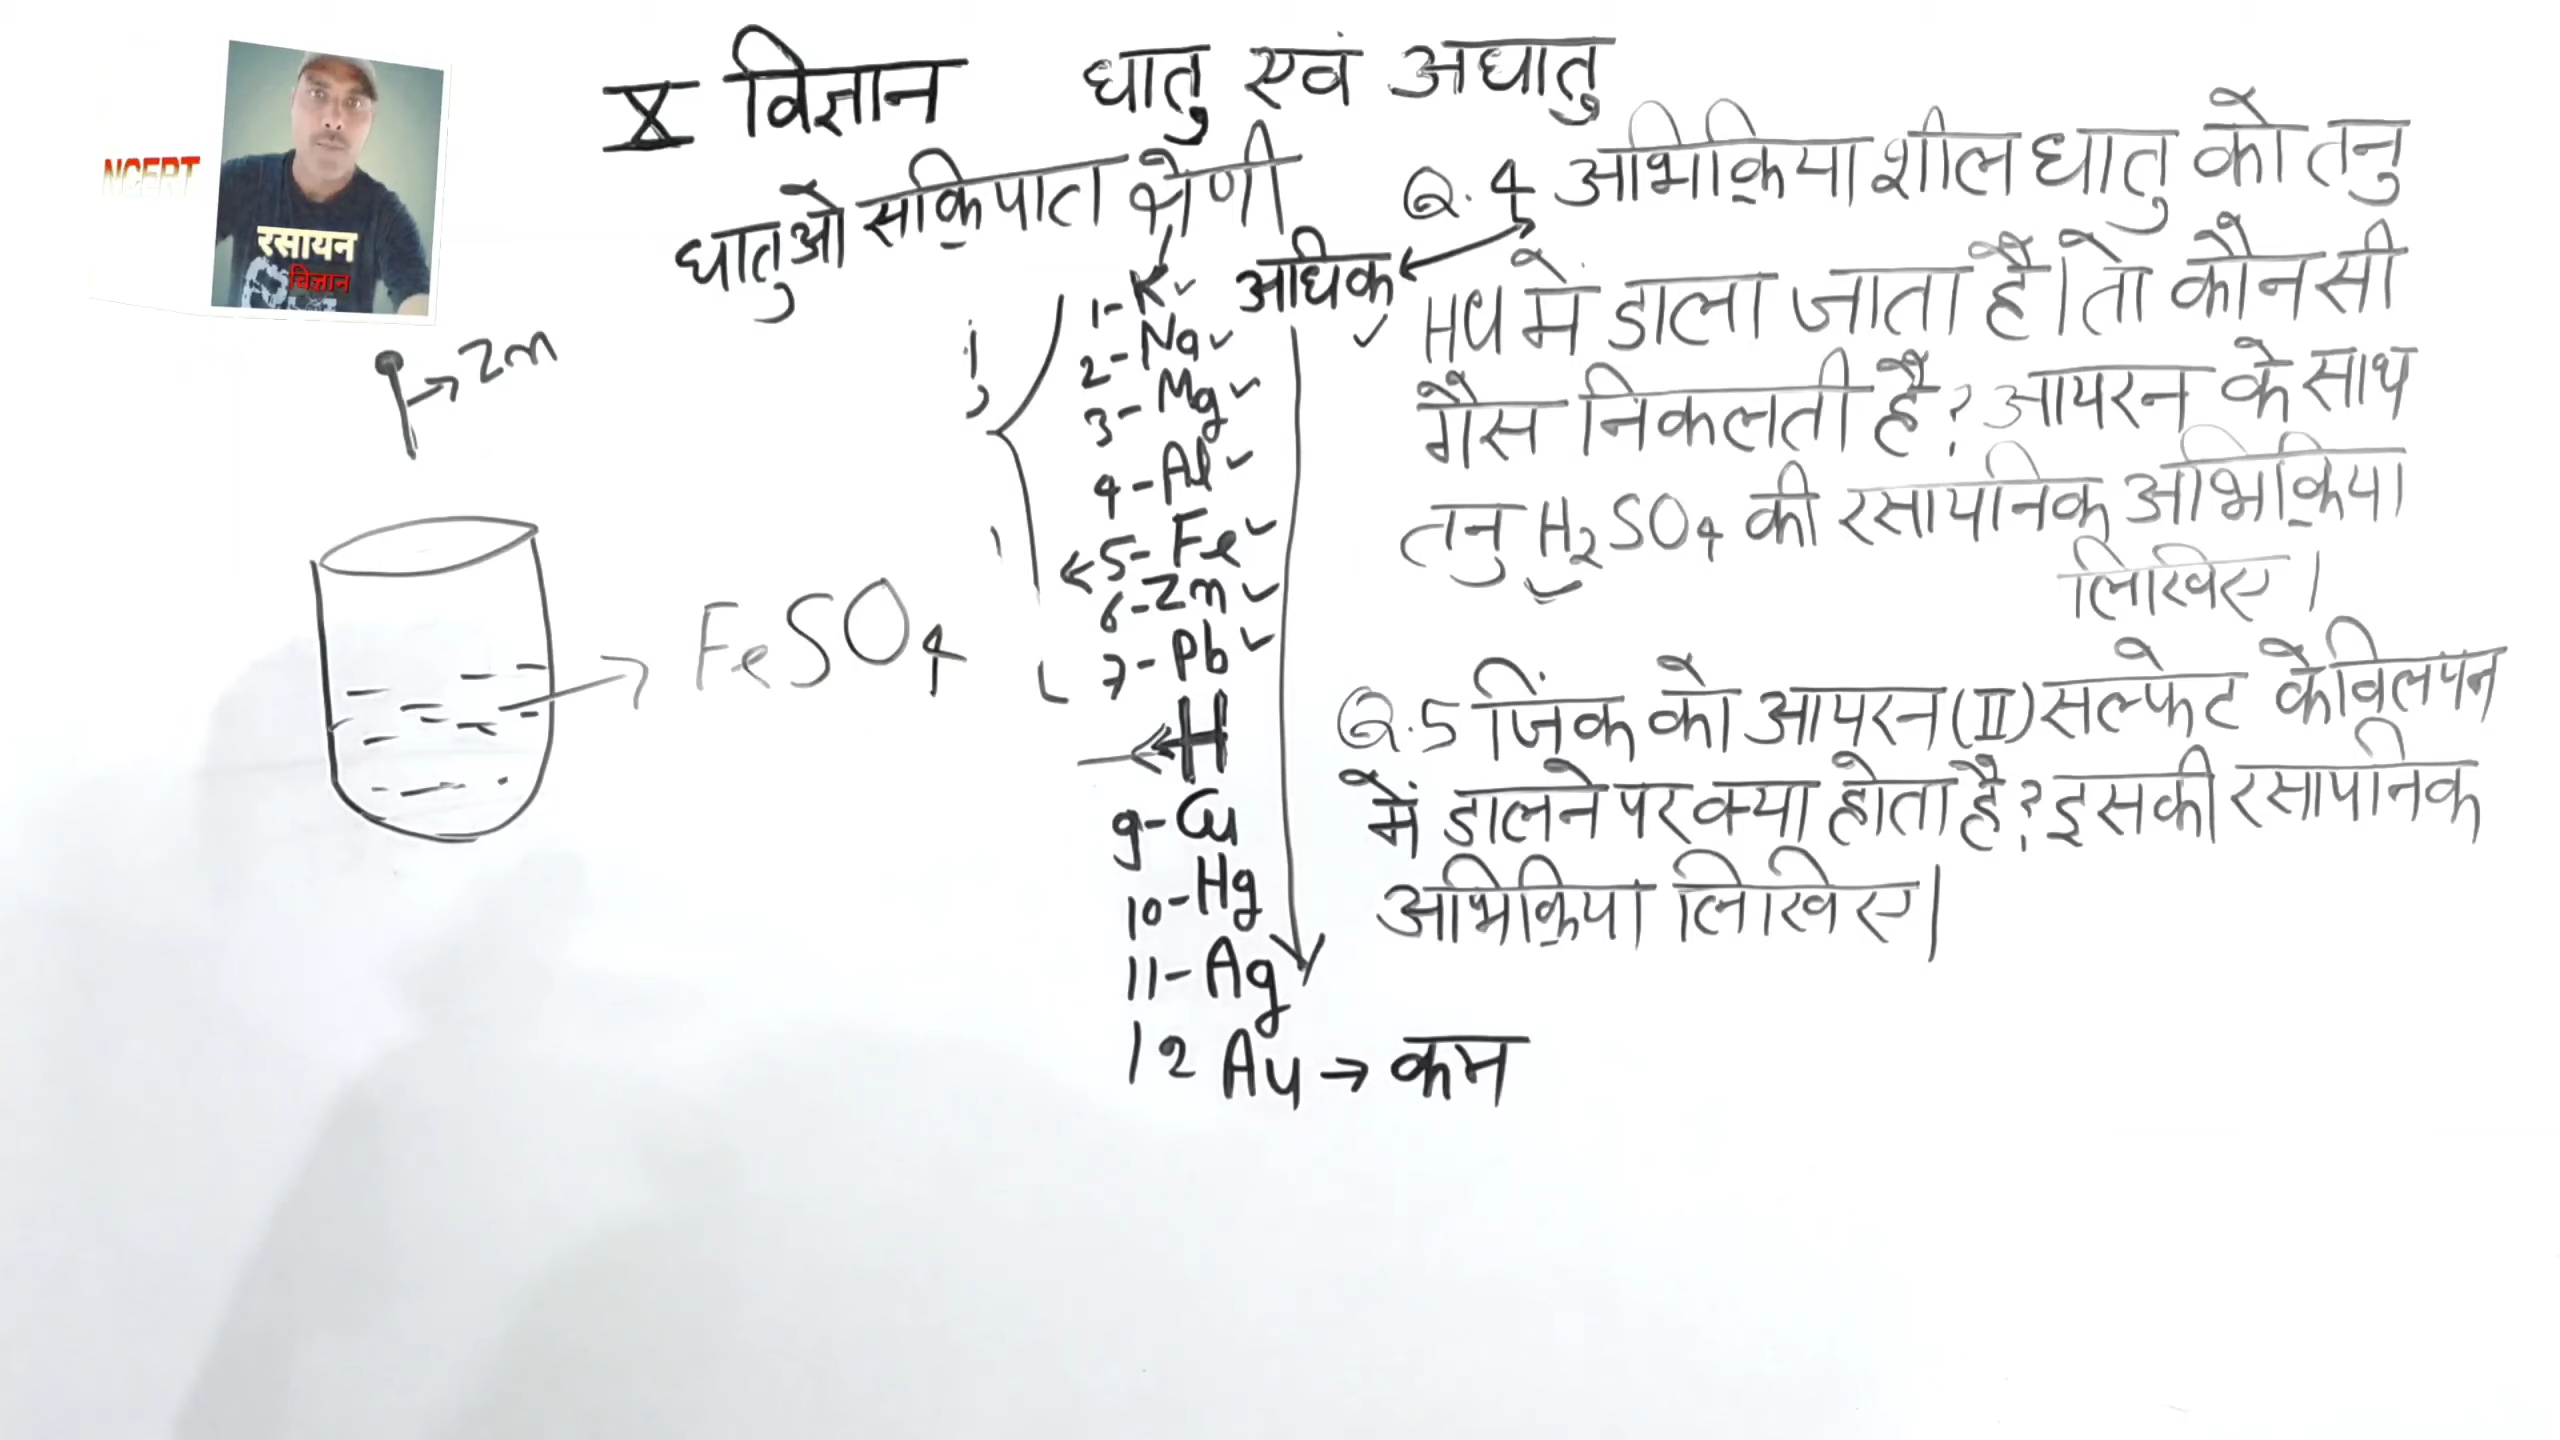 X विज्ञान धातु एवं अधातु
NCERT
रसायन
विज्ञान
धातुओ सक्रियता श्रेणी
अधिक
1- K
2- Na
3- Mg
4- Al
5- Fe
6- Zn
7- Pb
H
9- Cu
10- Hg
11- Ag
12 Au → कम
Zn
FeSO4
Q.4 अभिक्रियाशील धातु को तनु
HCl में डाला जाता है। तो कौन सी
गैस निकलती है? आयरन के साथ
तनु H2SO4 की रसायनिक अभिक्रिया
लिखिए।
Q.5 जिंक को आयरन (II) सल्फेट के विलयन
में डालने पर क्या होता है? इसकी रसायनिक
अभिक्रिया लिखिए।